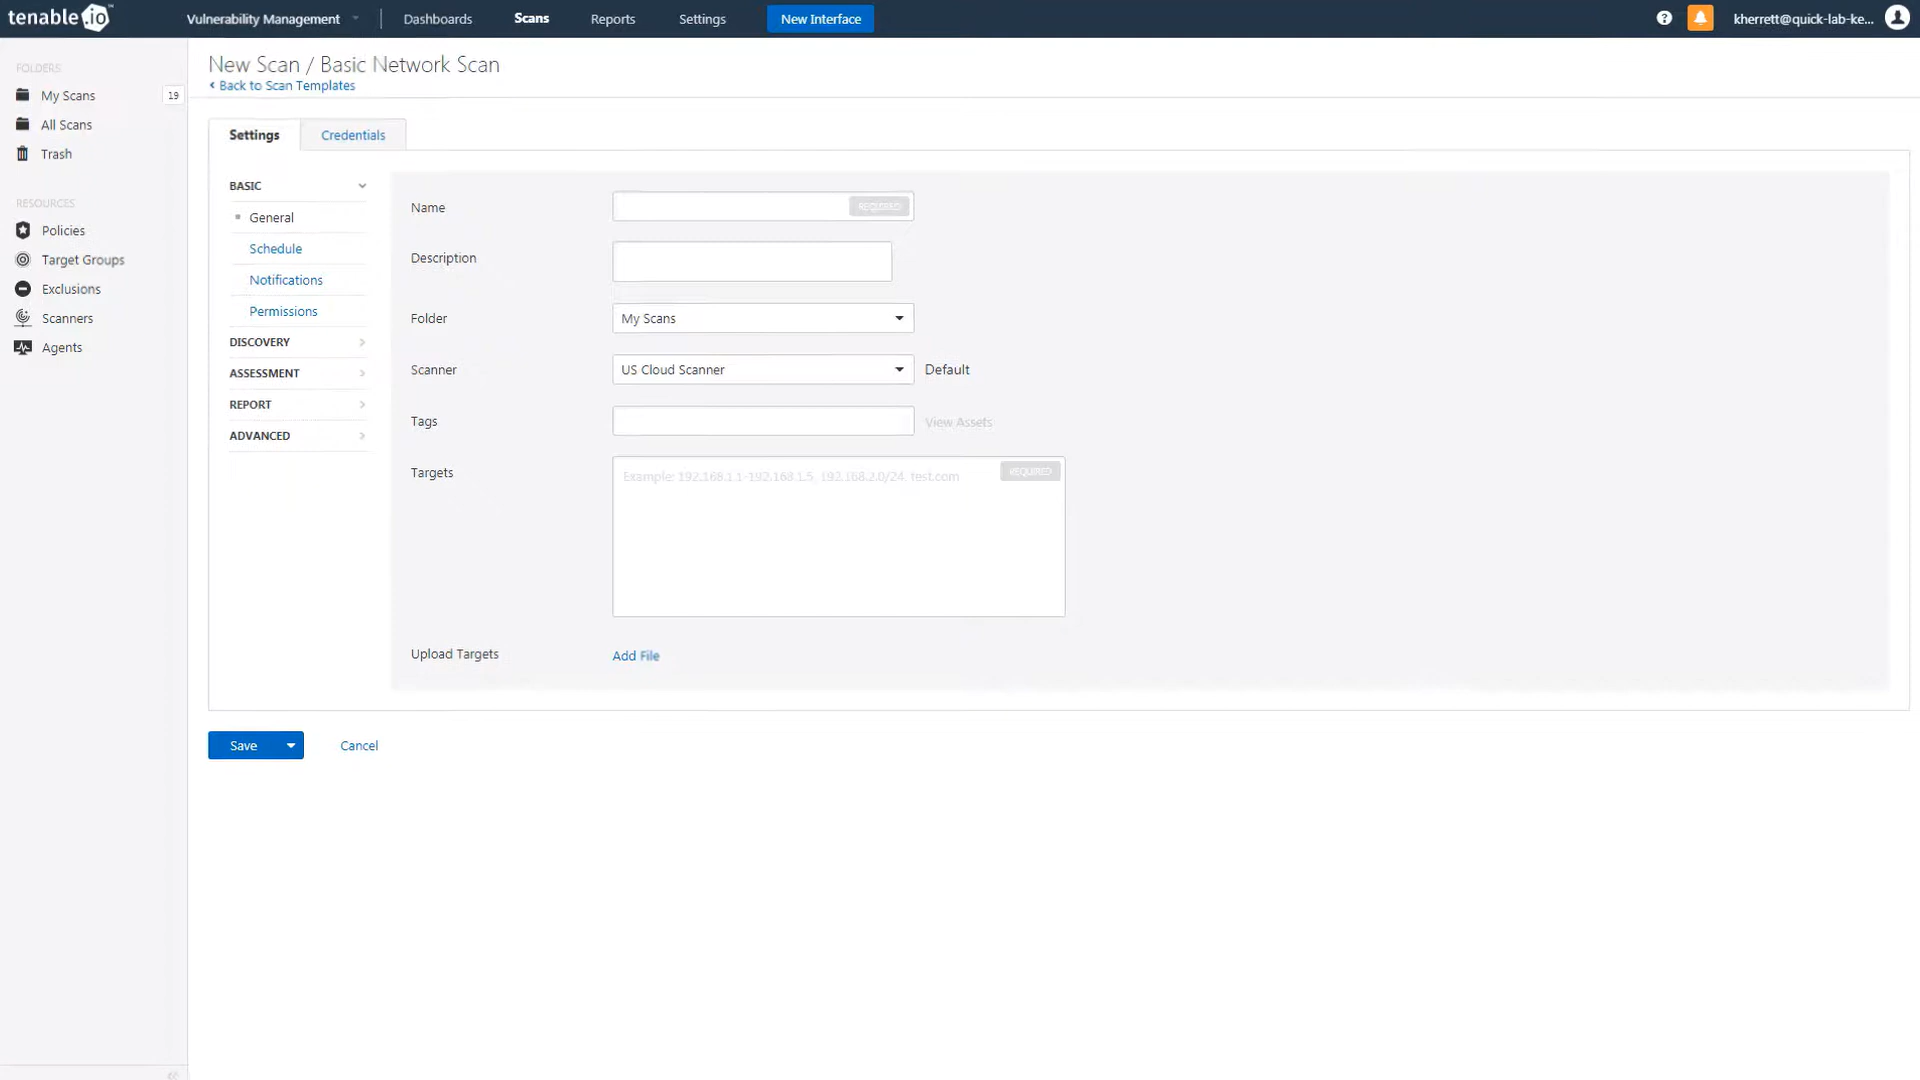 tenable.io™ Vulnerability Management Dashboards Scans Reports Settings New Interface ? kherrett@quick-lab-ke...
New Scan / Basic Network Scan
Back to Scan Templates
FOLDERS
My Scans 19
All Scans
Trash
RESOURCES
Policies
Target Groups
Exclusions
Scanners
Agents
Settings Credentials
BASIC
General
Schedule
Notifications
Permissions
DISCOVERY
ASSESSMENT
REPORT
ADVANCED
Name REQUIRED
Description
Folder My Scans
Scanner US Cloud Scanner Default
Tags View Assets
Targets Example: 192.168.1.1-192.168.1.5, 192.168.2.0/24, test.com REQUIRED
Upload Targets Add File
Save Cancel